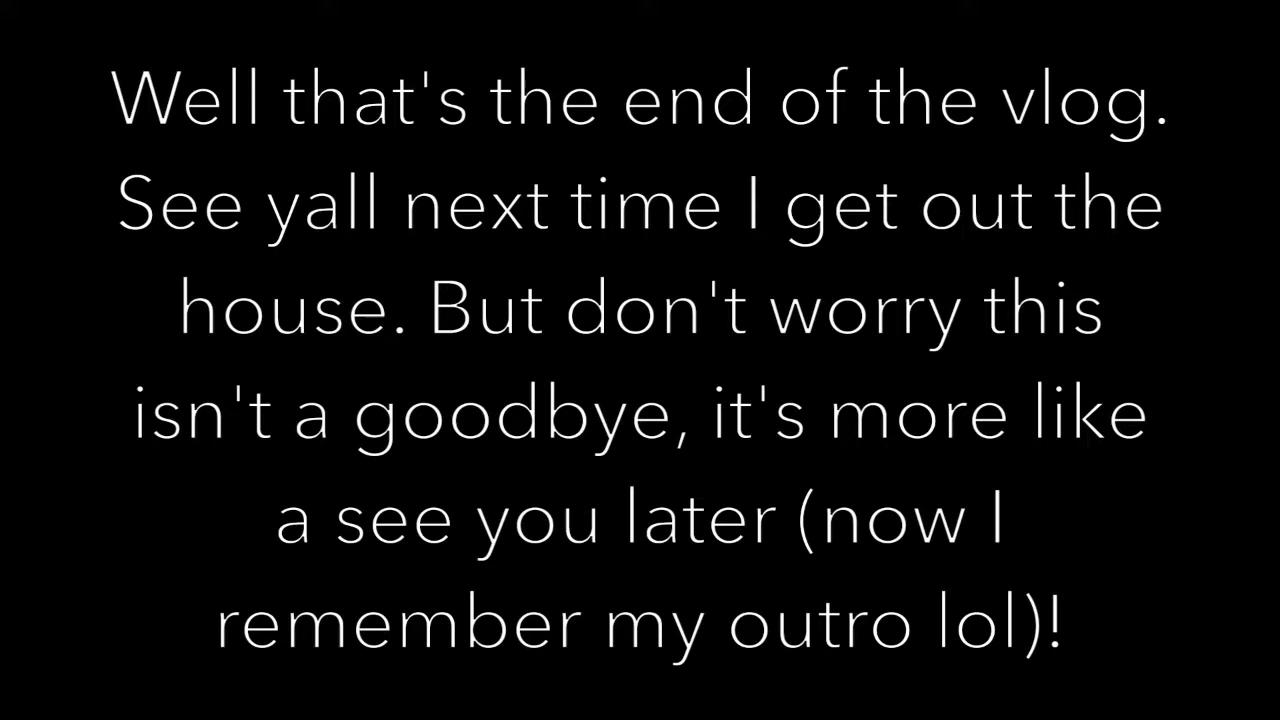 Well that's the end of the vlog.
See yall next time I get out the
house. But don't worry this
isn't a goodbye, it's more like
a see you later (now I
remember my outro lol)!